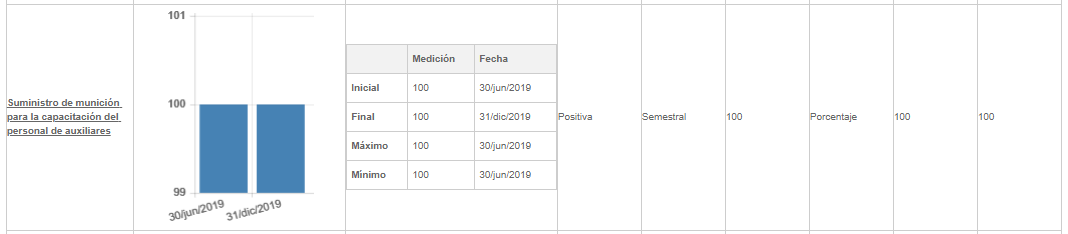 Suministro de munición
para la capacitación del
personal de auxiliares
101
100
99
30/jun/2019
31/dic/2019
Medición Fecha
Inicial 100 30/jun/2019
Final 100 31/dic/2019
Máximo 100 30/jun/2019
Mínimo 100 30/jun/2019
Positiva Semestral 100 Porcentaje 100 100